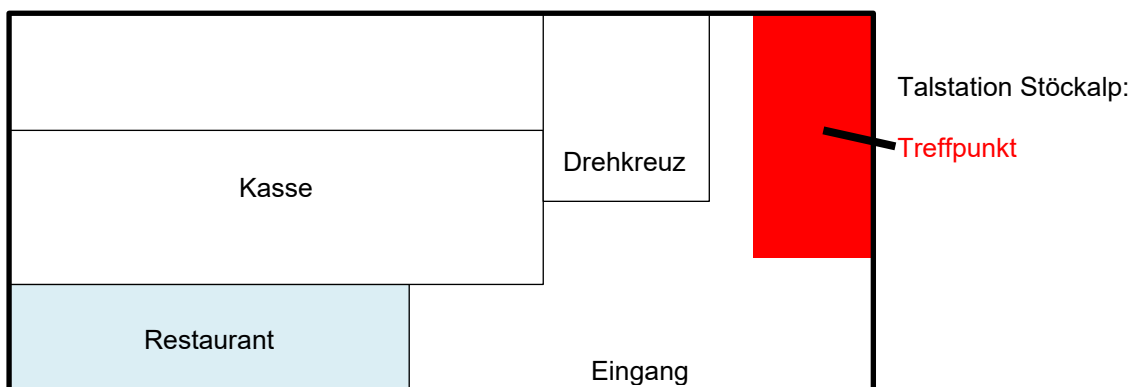 Talstation Stöckalp:
Treffpunkt
Drehkreuz
Kasse
Restaurant
Eingang